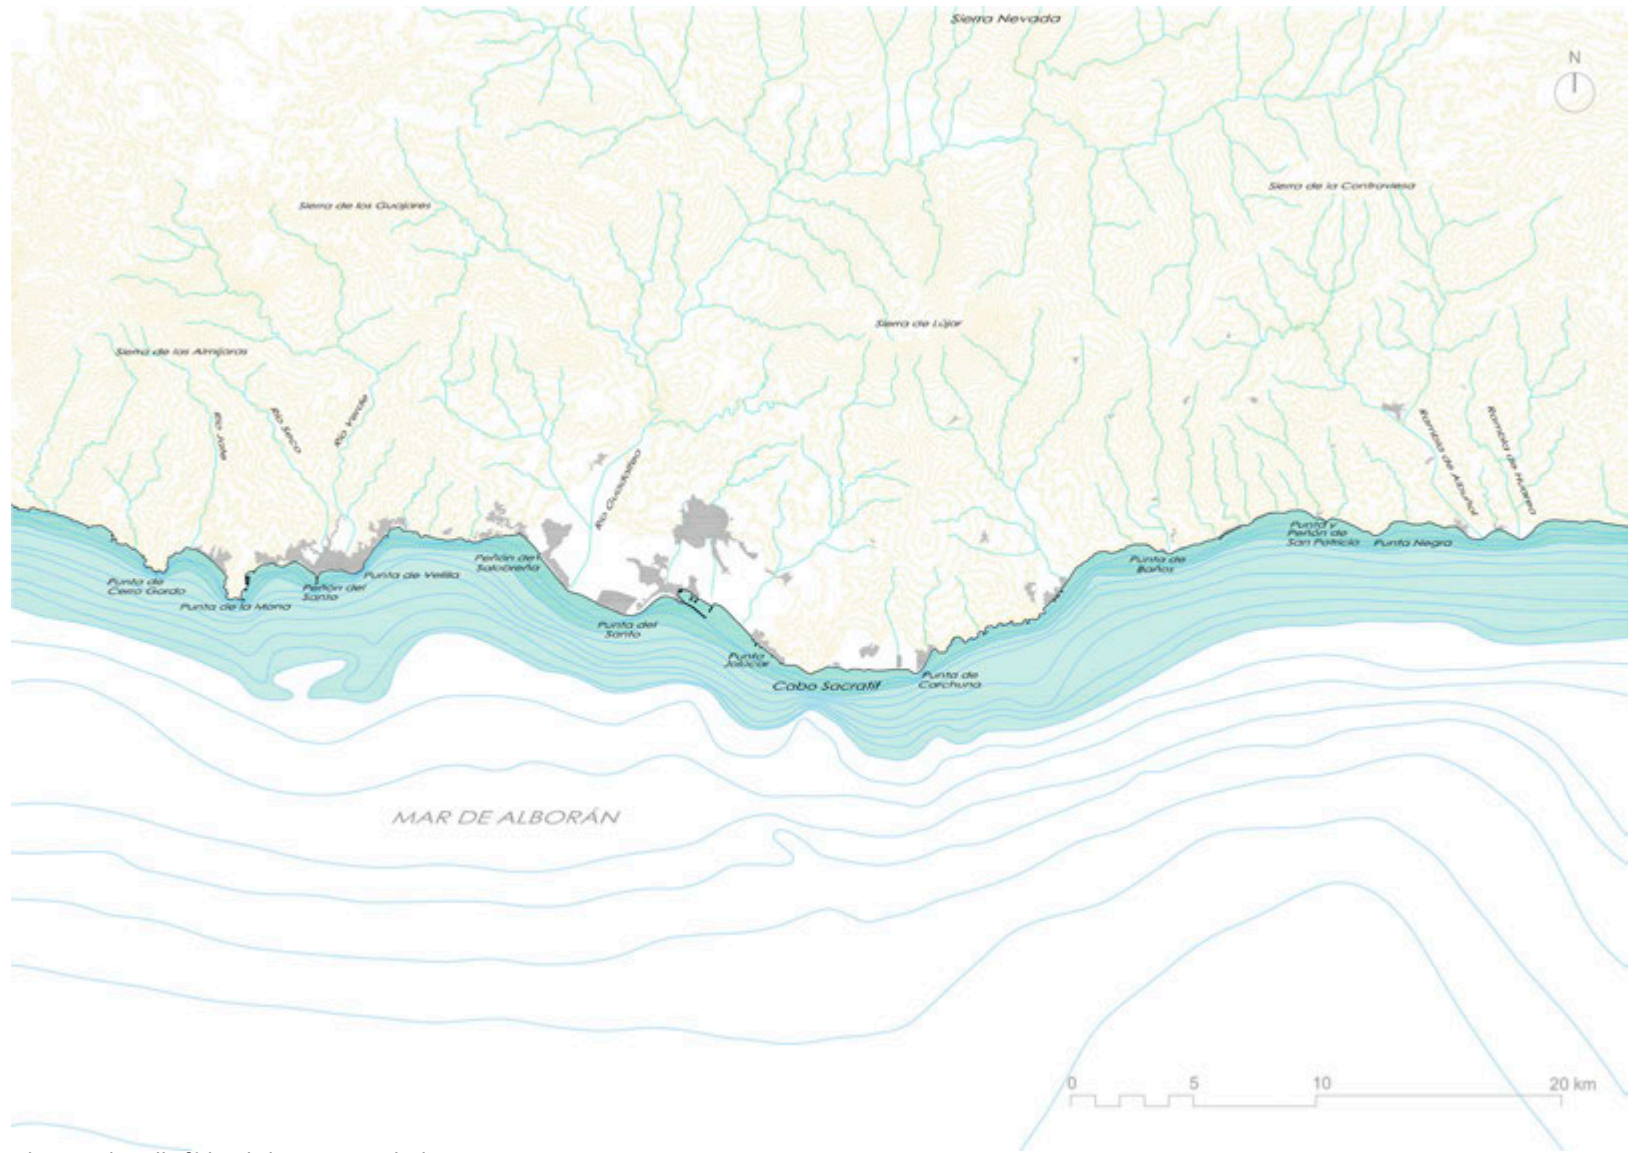 Sierra Nevada
N
Sierra de la Contraviesa
Sierra de los Guajares
Sierra de Lújar
Sierra de las Almijaras
Río Jate
Río Seco
Río Verde
Río Guadalfeo
Rambla de Albuñol
Rambla de Huarea
Punta de
Cerro Gordo
Punta de la Mona
Peñón del
Santo
Punta de Velilla
Peñón de
Salobreña
Punta del
Santo
Punta
Jolúcar
Cabo Sacratif
Punta de
Carchuna
Punta de
Baños
Punta y
Peñón de
San Patricio
Punta Negra
MAR DE ALBORÁN
0 5 10 20 km